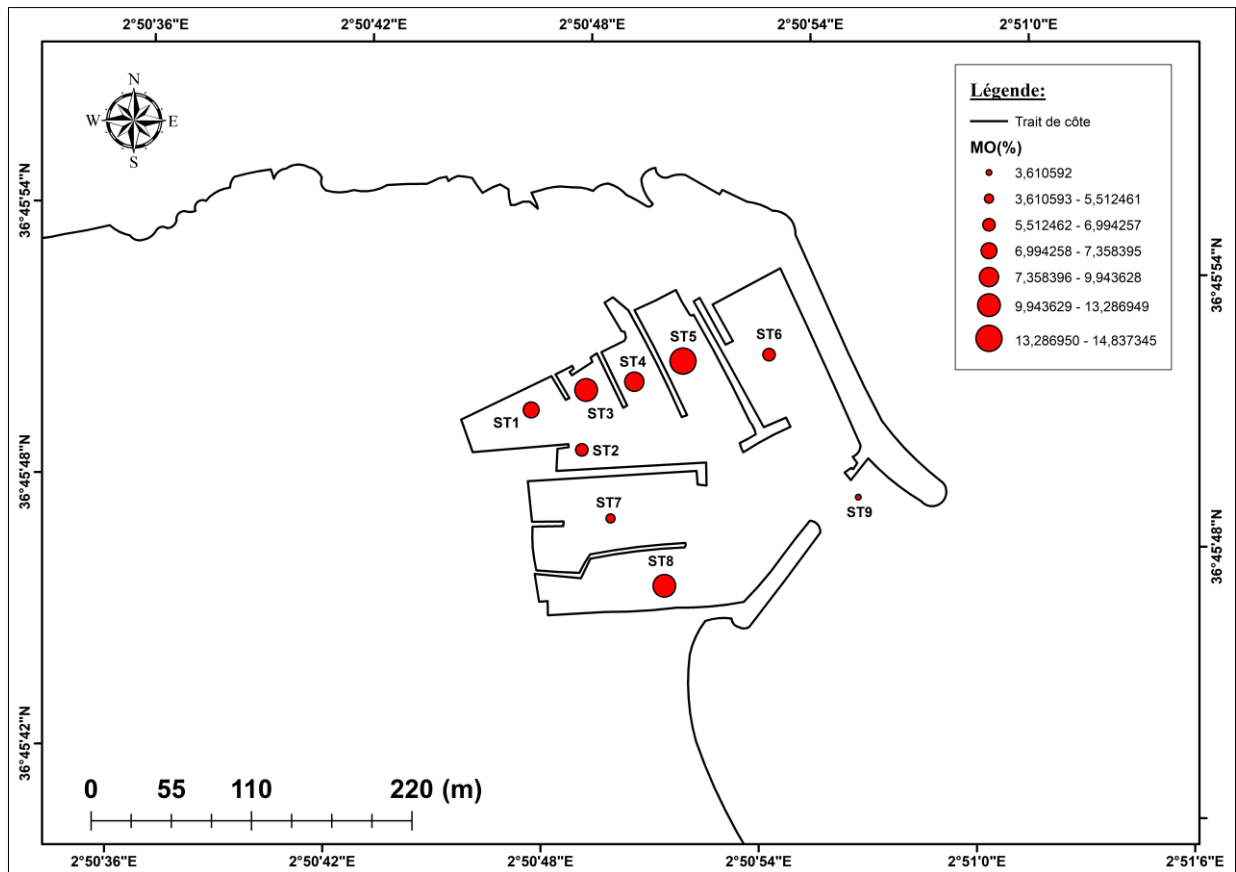 2°50'36"E 2°50'42"E 2°50'48"E 2°50'54"E 2°51'0"E
N
W E
S
Légende:
Trait de côte
MO(%)
3,610592
3,610593 - 5,512461
5,512462 - 6,994257
6,994258 - 7,358395
7,358396 - 9,943628
9,943629 - 13,286949
13,286950 - 14,837345
36°45'54"N
36°45'54"N
ST5
ST6
ST4
ST3
ST1
ST2
36°45'48"N
ST7
ST9
36°45'48"N
ST8
36°45'42"N
0 55 110 220 (m)
2°50'36"E 2°50'42"E 2°50'48"E 2°50'54"E 2°51'0"E 2°51'6"E